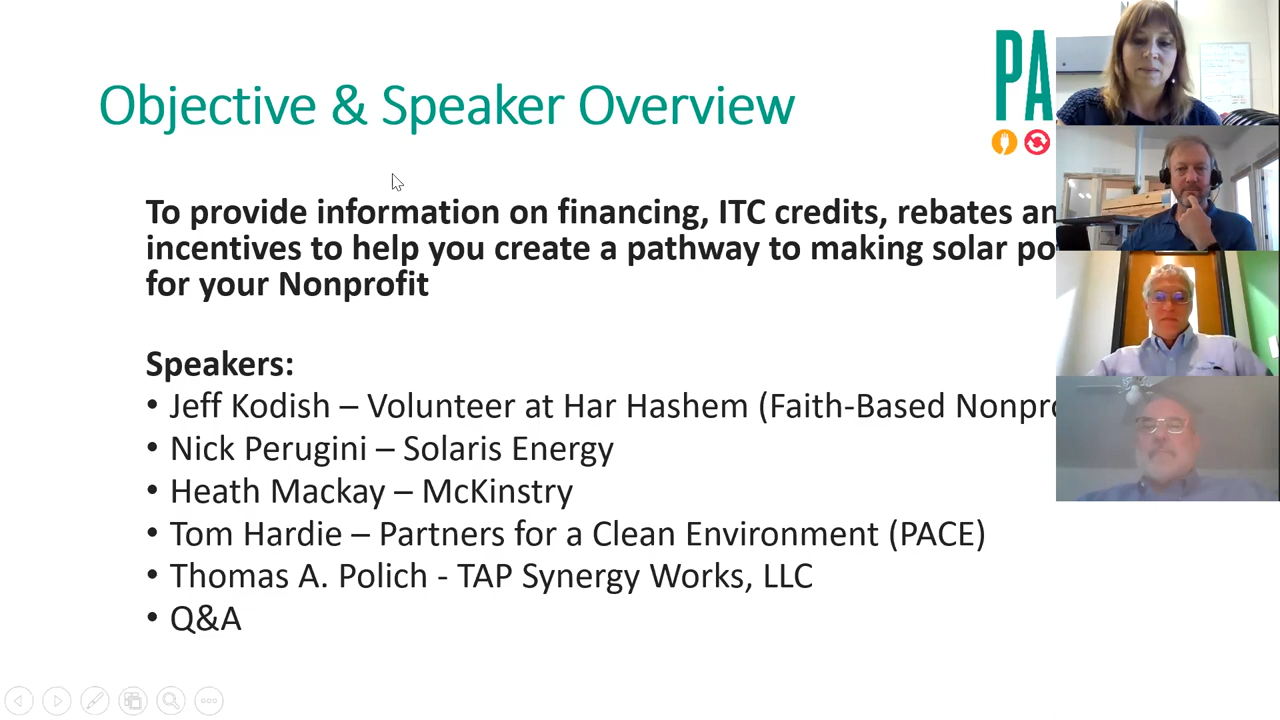 Objective & Speaker Overview
PA
To provide information on financing, ITC credits, rebates an
incentives to help you create a pathway to making solar po
for your Nonprofit
Speakers:
• Jeff Kodish – Volunteer at Har Hashem (Faith-Based Nonpro
• Nick Perugini – Solaris Energy
• Heath Mackay – McKinstry
• Tom Hardie – Partners for a Clean Environment (PACE)
• Thomas A. Polich - TAP Synergy Works, LLC
• Q&A